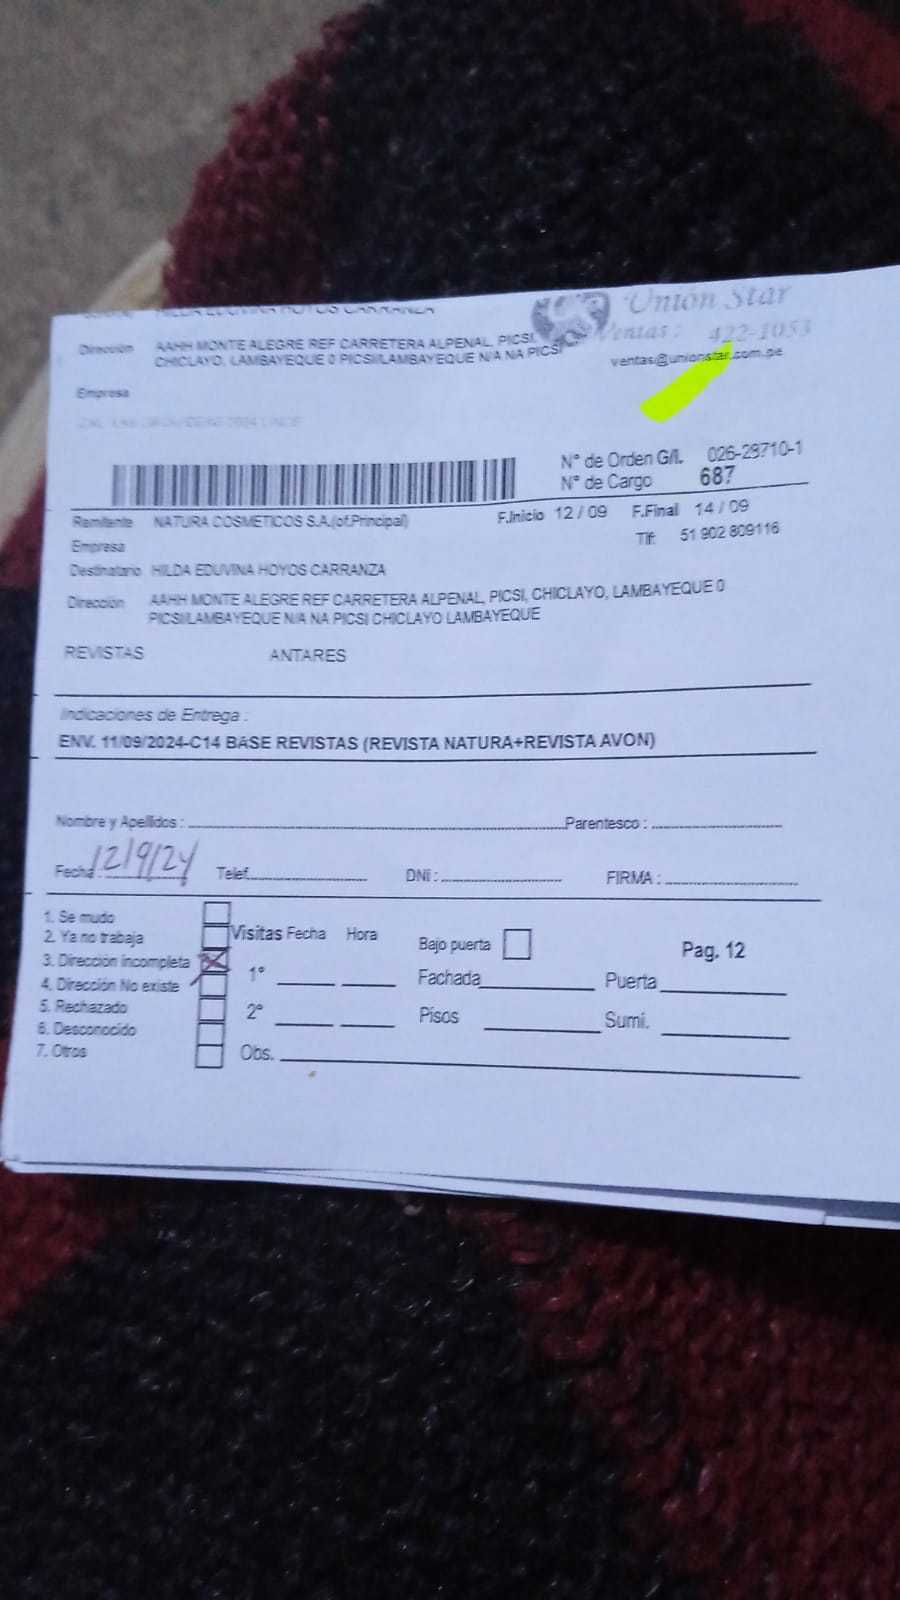 HILDA EDUVINA HOYOS CARRANZA
Union Star
Ventas : 422-1053
ventas@unionstar.com.pe
Dirección AAHH MONTE ALEGRE REF CARRETERA ALPENAL, PICSI,
CHICLAYO, LAMBAYEQUE 0 PICSI/LAMBAYEQUE N/A NA PICSI
Empresa
N° de Orden G/L 026-28710-1
N° de Cargo 687
Remitente NATURA COSMETICOS S.A.(of.Principal) F.Inicio 12 / 09 F.Final 14 / 09
Empresa Tlf: 51 902 809116
Destinatario HILDA EDUVINA HOYOS CARRANZA
Dirección AAHH MONTE ALEGRE REF CARRETERA ALPENAL, PICSI, CHICLAYO, LAMBAYEQUE 0
PICSI/LAMBAYEQUE N/A NA PICSI CHICLAYO LAMBAYEQUE
REVISTAS ANTARES
Indicaciones de Entrega :
ENV. 11/09/2024-C14 BASE REVISTAS (REVISTA NATURA+REVISTA AVON)
Nombre y Apellidos : Parentesco :
Fecha : 12/9/24 Telef. DNI : FIRMA :
1. Se mudo
2. Ya no trabaja Visitas Fecha Hora Bajo puerta Pag. 12
3. Dirección incompleta 1° Fachada Puerta
4. Dirección No existe
5. Rechazado 2° Pisos Sumi.
6. Desconocido
7. Otros Obs.